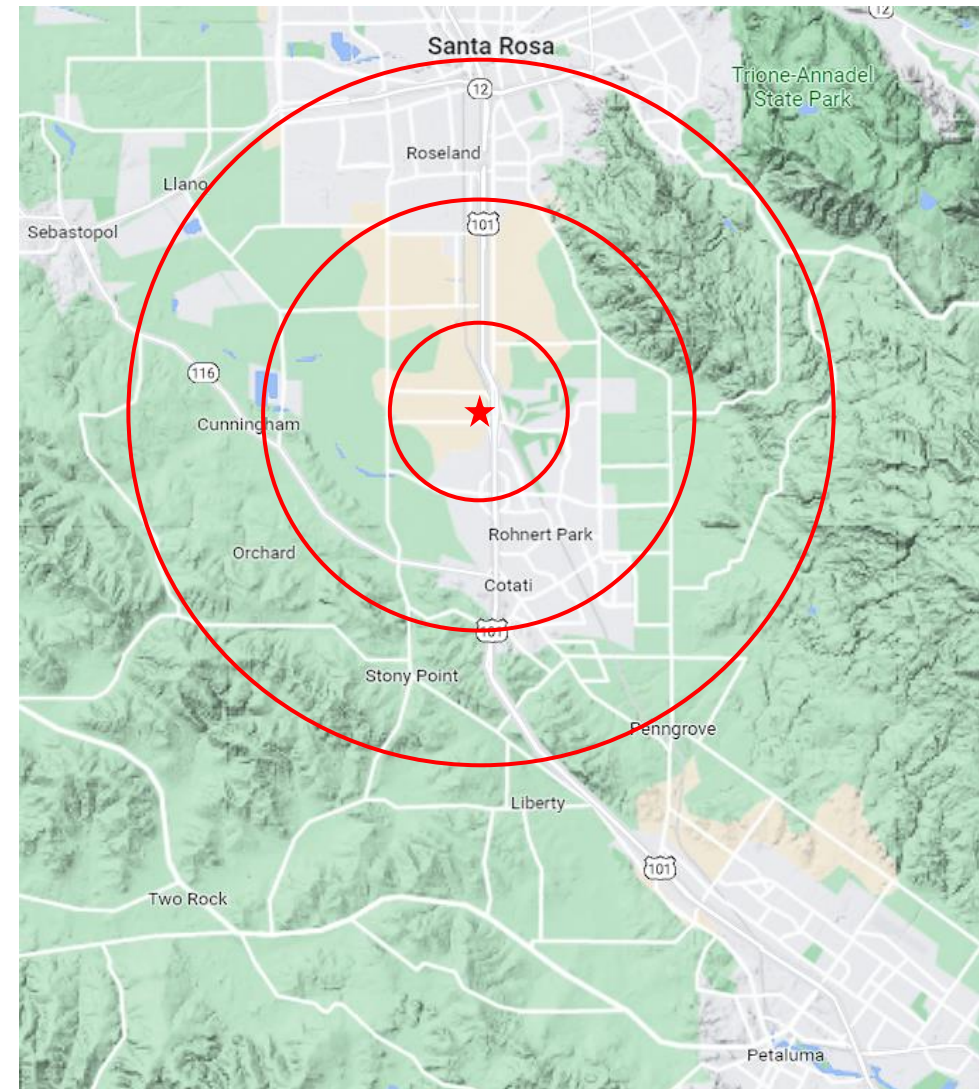 12
Santa Rosa
Trione-Annadel
State Park
12
Roseland
Llano
101
Sebastopol
116
Cunningham
Rohnert Park
Orchard
Cotati
101
Stony Point
Penngrove
Liberty
101
Two Rock
Petaluma